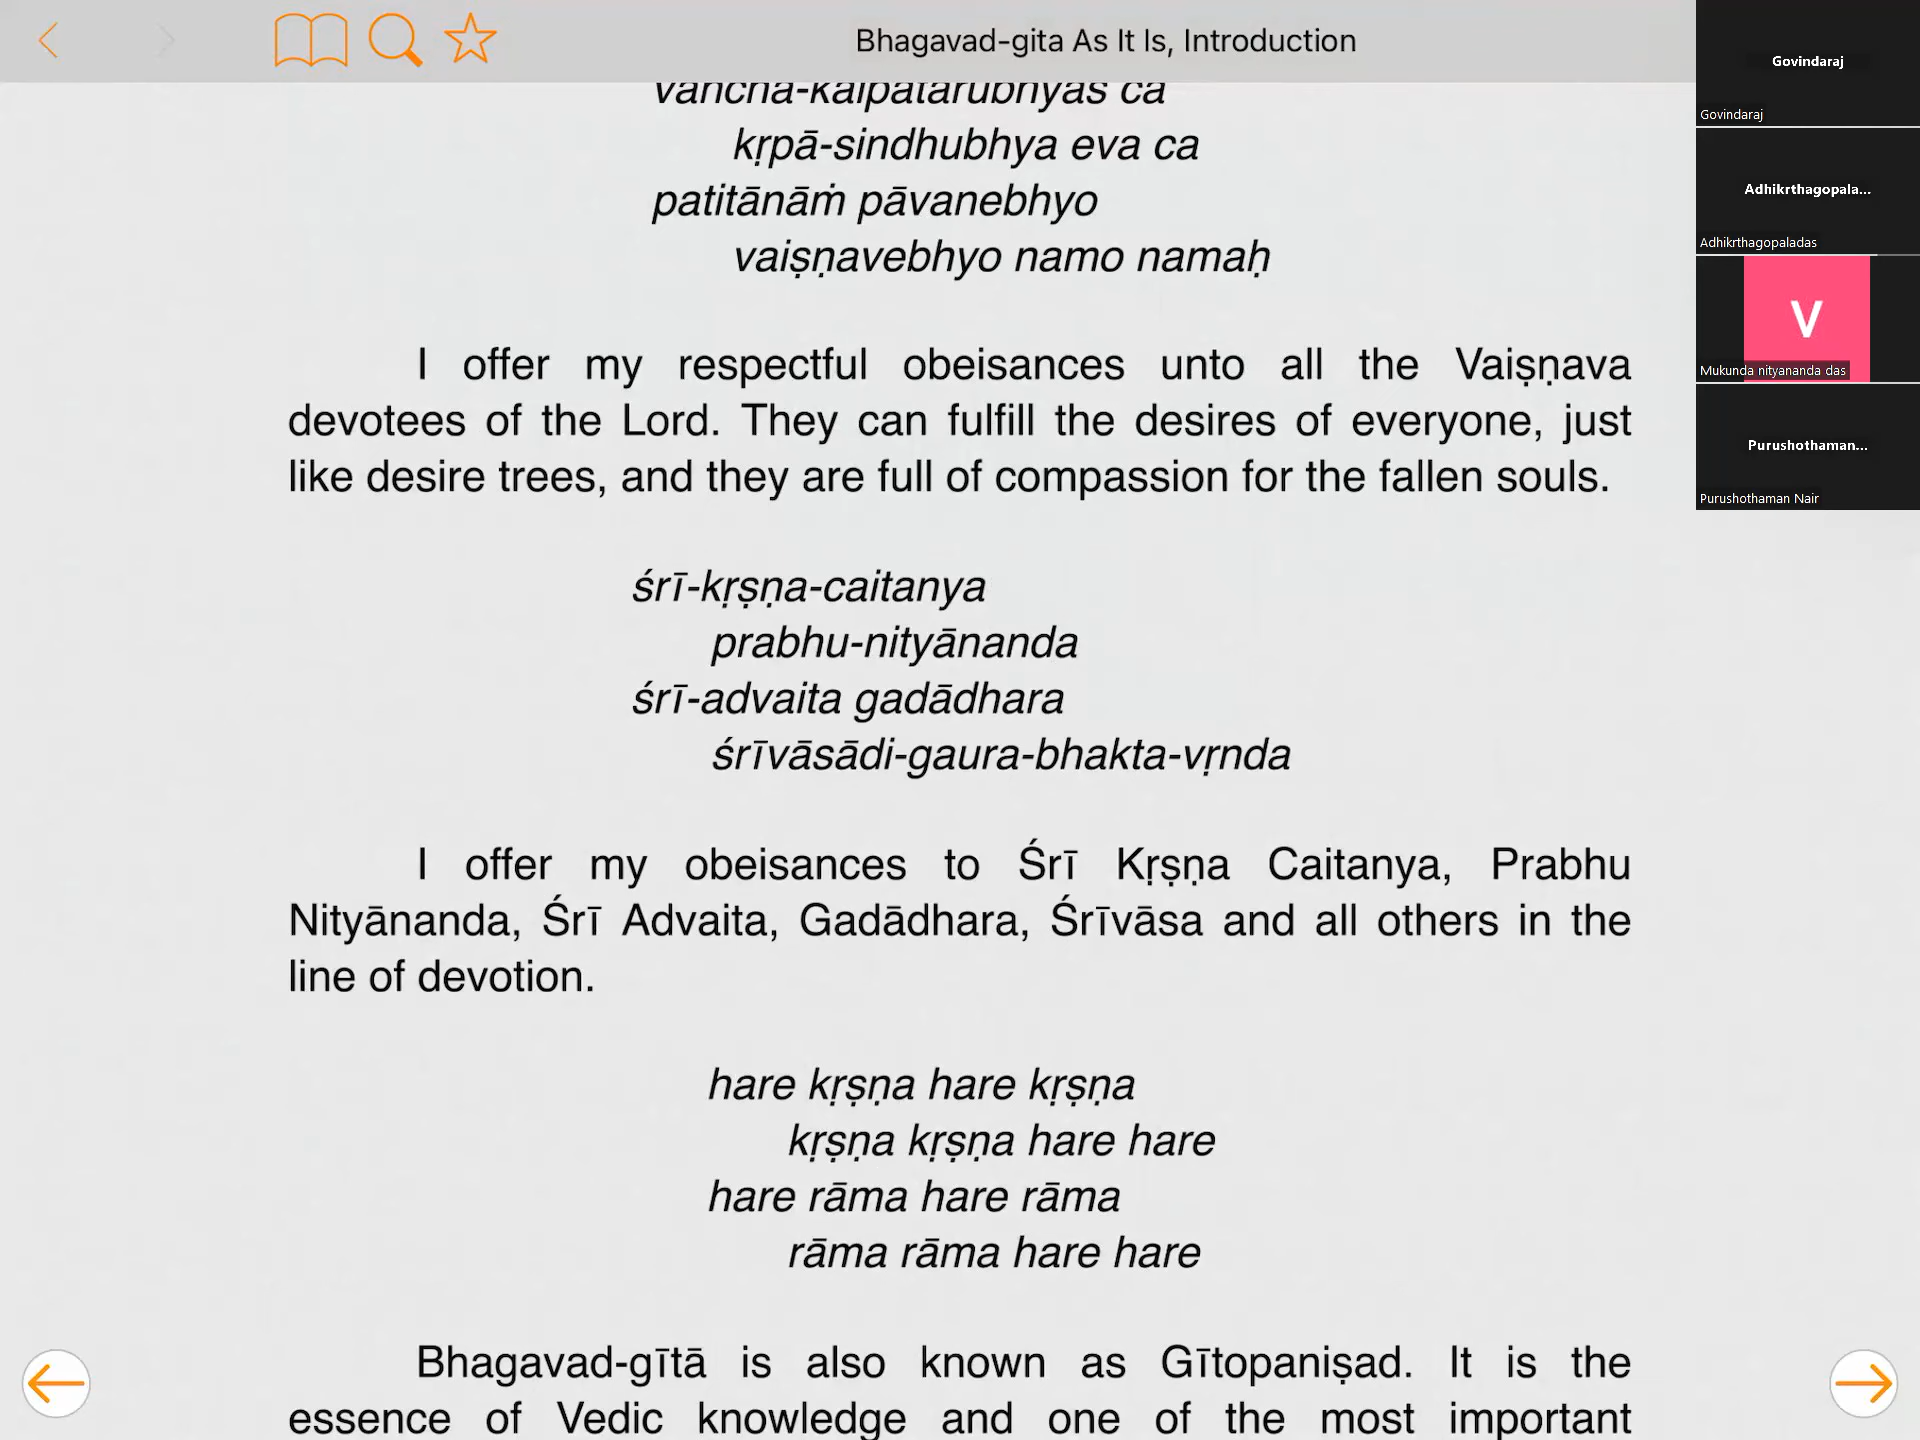 Bhagavad-gita As It Is, Introduction
vāñchā-kalpatarubhyaś ca
kṛpā-sindhubhya eva ca
patitānāṁ pāvanebhyo
vaiṣṇavebhyo namo namaḥ
I offer my respectful obeisances unto all the Vaiṣṇava
devotees of the Lord. They can fulfill the desires of everyone, just
like desire trees, and they are full of compassion for the fallen souls.
śrī-kṛṣṇa-caitanya
prabhu-nityānanda
śrī-advaita gadādhara
śrīvāsādi-gaura-bhakta-vṛnda
I offer my obeisances to Śrī Kṛṣṇa Caitanya, Prabhu
Nityānanda, Śrī Advaita, Gadādhara, Śrīvāsa and all others in the
line of devotion.
hare kṛṣṇa hare kṛṣṇa
kṛṣṇa kṛṣṇa hare hare
hare rāma hare rāma
rāma rāma hare hare
Bhagavad-gītā is also known as Gītopaniṣad. It is the
essence of Vedic knowledge and one of the most important
Govindaraj
Govindaraj
Adhikrthagopala...
Adhikrthagopaladas
V
Mukunda nityananda das
Purushothaman...
Purushothaman Nair